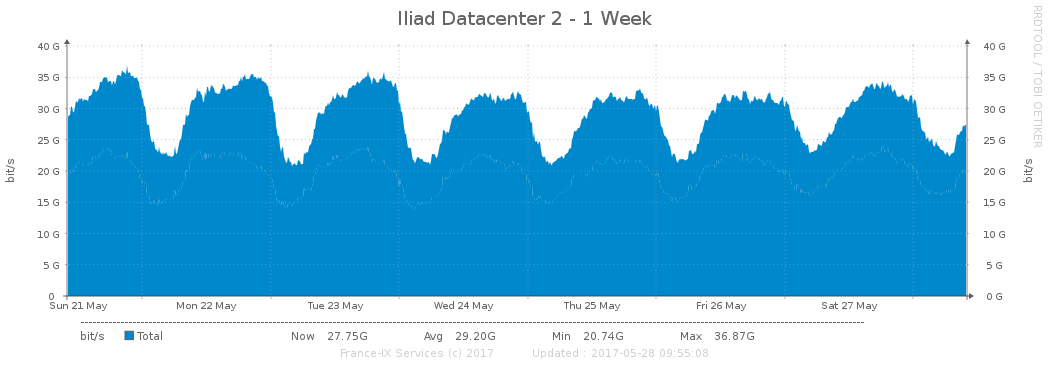 Iliad Datacenter 2 - 1 Week
RRDTOOL / TOBI OETIKER
40 G 40 G
35 G 35 G
30 G 30 G
25 G 25 G
20 G 20 G
15 G 15 G
10 G 10 G
5 G 5 G
0 0 G
bit/s bit/s
Sun 21 May Mon 22 May Tue 23 May Wed 24 May Thu 25 May Fri 26 May Sat 27 May
bit/s Total Now 27.75G Avg 29.20G Min 20.74G Max 36.87G
France-IX Services (c) 2017 Updated : 2017-05-28 09:55:08